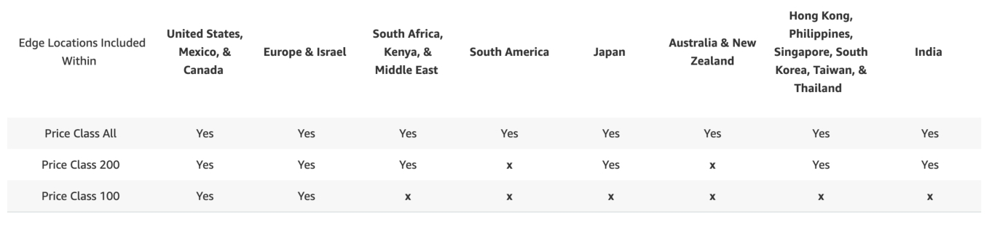 Edge Locations Included
Within
United States,
Mexico, &
Canada
Europe & Israel
South Africa,
Kenya, &
Middle East
South America
Japan
Australia & New
Zealand
Hong Kong,
Philippines,
Singapore, South
Korea, Taiwan, &
Thailand
India
Price Class All Yes Yes Yes Yes Yes Yes Yes Yes
Price Class 200 Yes Yes Yes x Yes x Yes Yes
Price Class 100 Yes Yes x x x x x x